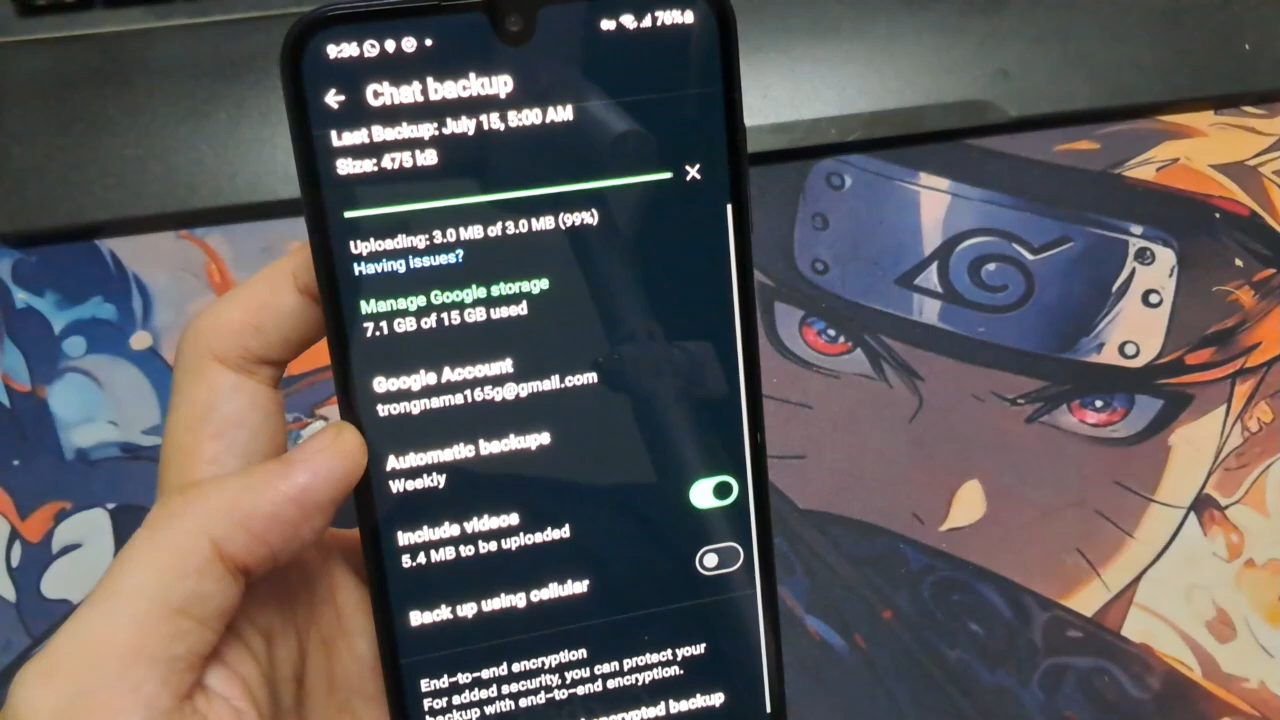 9:36
76%
Chat backup
Last Backup: July 15, 5:00 AM
Size: 475 kB
Uploading: 3.0 MB of 3.0 MB (99%)
Having issues?
Manage Google storage
7.1 GB of 15 GB used
Google Account
trongnama165g@gmail.com
Automatic backups
Weekly
Include videos
5.4 MB to be uploaded
Back up using cellular
End-to-end encryption
For added security, you can protect your
backup with end-to-end encryption.
encrypted backup